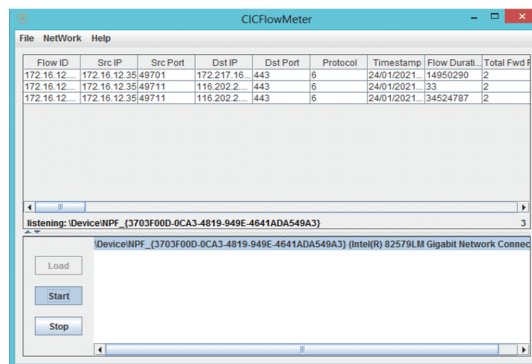 CICFlowMeter
File NetWork Help
Flow ID Src IP Src Port Dst IP Dst Port Protocol Timestamp Flow Durati... Total Fwd P
172.16.12.... 172.16.12.35 49701 172.217.16... 443 6 24/01/2021... 14950290 2
172.16.12.... 172.16.12.35 49711 116.202.2... 443 6 24/01/2021... 33 2
172.16.12.... 172.16.12.35 49711 116.202.2... 443 6 24/01/2021... 34524787 2
listening: \Device\NPF_{3703F00D-0CA3-4819-949E-4641ADA549A3} 3
\Device\NPF_{3703F00D-0CA3-4819-949E-4641ADA549A3} (Intel(R) 82579LM Gigabit Network Connec
Load
Start
Stop